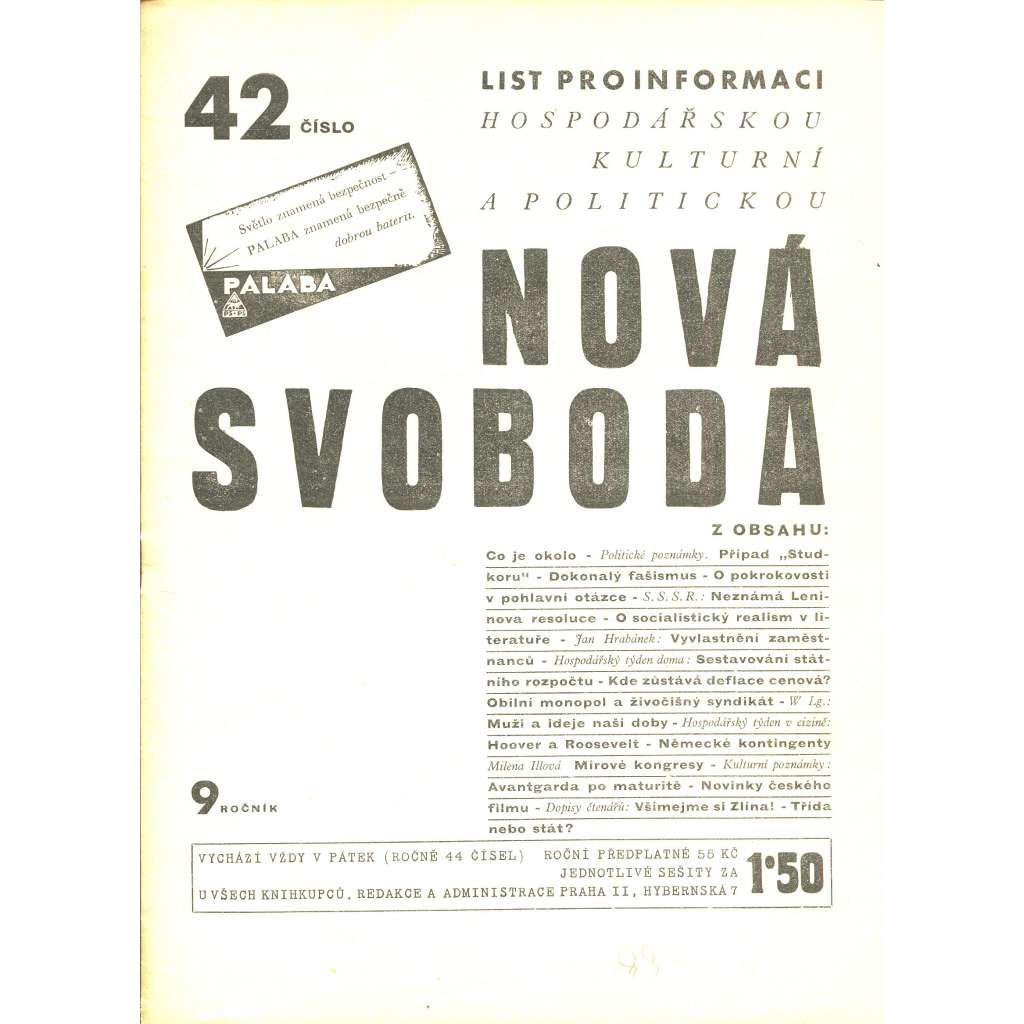 42 ČÍSLO
LIST PRO INFORMACI
HOSPODÁŘSKOU
KULTURNÍ
A POLITICKOU
Světlo znamená bezpečnost –
PALABA znamená bezpečně
dobrou baterii.
PALABA
NOVÁ
SVOBODA
Z OBSAHU:
Co je okolo - Politické poznámky. Případ „Stud-
koru" - Dokonalý fašismus - O pokrokovosti
v pohlavní otázce - S.S.S.R.: Neznámá Leni-
nova resoluce - O socialistický realism v li-
teratuře - Jan Hrabánek: Vyvlastnění zaměst-
nanců - Hospodářský týden doma: Sestavování stát-
ního rozpočtu - Kde zůstává deflace cenová?
Obilní monopol a živočišný syndikát - W Lg.:
Muži a ideje naší doby - Hospodářský týden v cizině:
Hoover a Roosevelt - Německé kontingenty
Milena Illová Mírové kongresy - Kulturní poznámky:
Avantgarda po maturitě - Novinky českého
filmu - Dopisy čtenářů: Všimejme si Zlína! - Třída
nebo stát?
9 ROČNÍK
VYCHÁZÍ VŽDY V PÁTEK (ROČNĚ 44 ČÍSEL) ROČNÍ PŘEDPLATNÉ 55 KČ
JEDNOTLIVÉ SEŠITY ZA 1·50
U VŠECH KNIHKUPCŮ, REDAKCE A ADMINISTRACE PRAHA II, HYBERNSKÁ 7